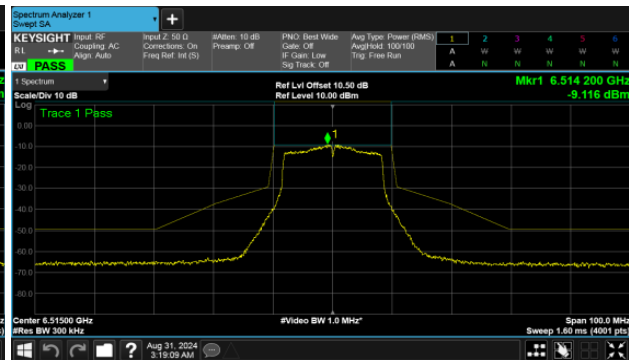 Spectrum Analyzer 1
Swept SA
+
KEYSIGHT Input: RF Input Z: 50 Ω #Atten: 10 dB PNO: Best Wide Avg Type: Power (RMS) 1 2 3 4 5 6
RL Coupling: AC Corrections: On Preamp: Off Gate: Off Avg|Hold: 100/100 A W W W W W
Align: Auto Freq Ref: Int (S) IF Gain: Low Trig: Free Run
LXI PASS Sig Track: Off A N N N N N
1 Spectrum Ref Lvl Offset 10.50 dB Mkr1 6.514 200 GHz
Scale/Div 10 dB Ref Level 10.00 dBm -9.116 dBm
Log
Trace 1 Pass
0.00
1
-10.0
-20.0
-30.0
-40.0
-50.0
-60.0
-70.0
-80.0
Center 6.51500 GHz #Video BW 1.0 MHz* Span 100.0 MHz
#Res BW 300 kHz Sweep 1.60 ms (4001 pts)
? Aug 31, 2024
3:19:09 AM